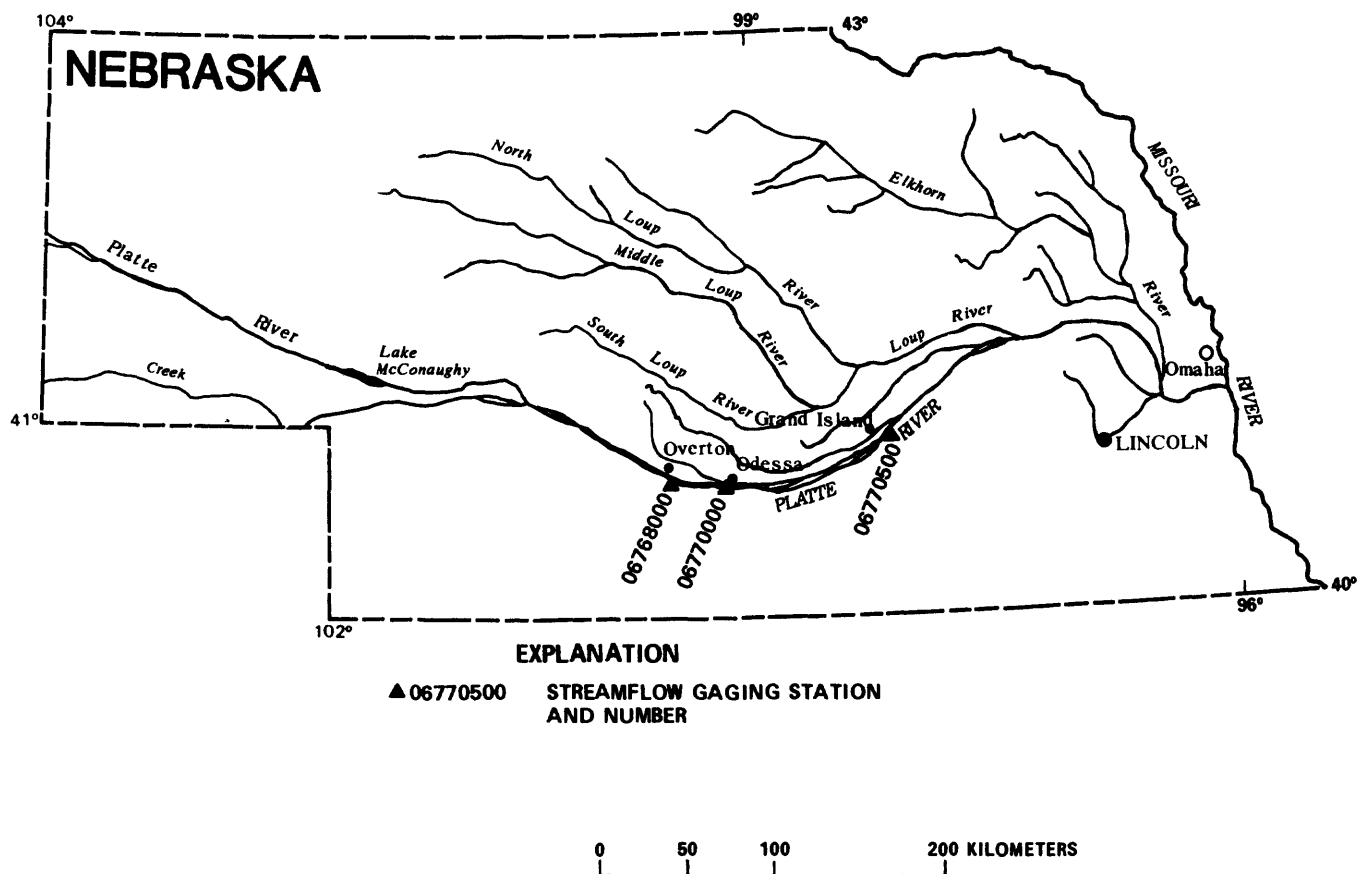 104°
99°
43°
NEBRASKA
MISSOURI
North
Elkhorn
Loup
Platte
Middle
Loup
River
River
River
South
River
Loup
River
Lake
McConaughy
Creek
Loup
River
Omaha
RIVER
41°
River
Grand Island
RIVER
LINCOLN
Overton
Odessa
PLATTE
06768000
06770000
06770500
102°
96°
40°
EXPLANATION
06770500 STREAMFLOW GAGING STATION
AND NUMBER
0 50 100 200 KILOMETERS